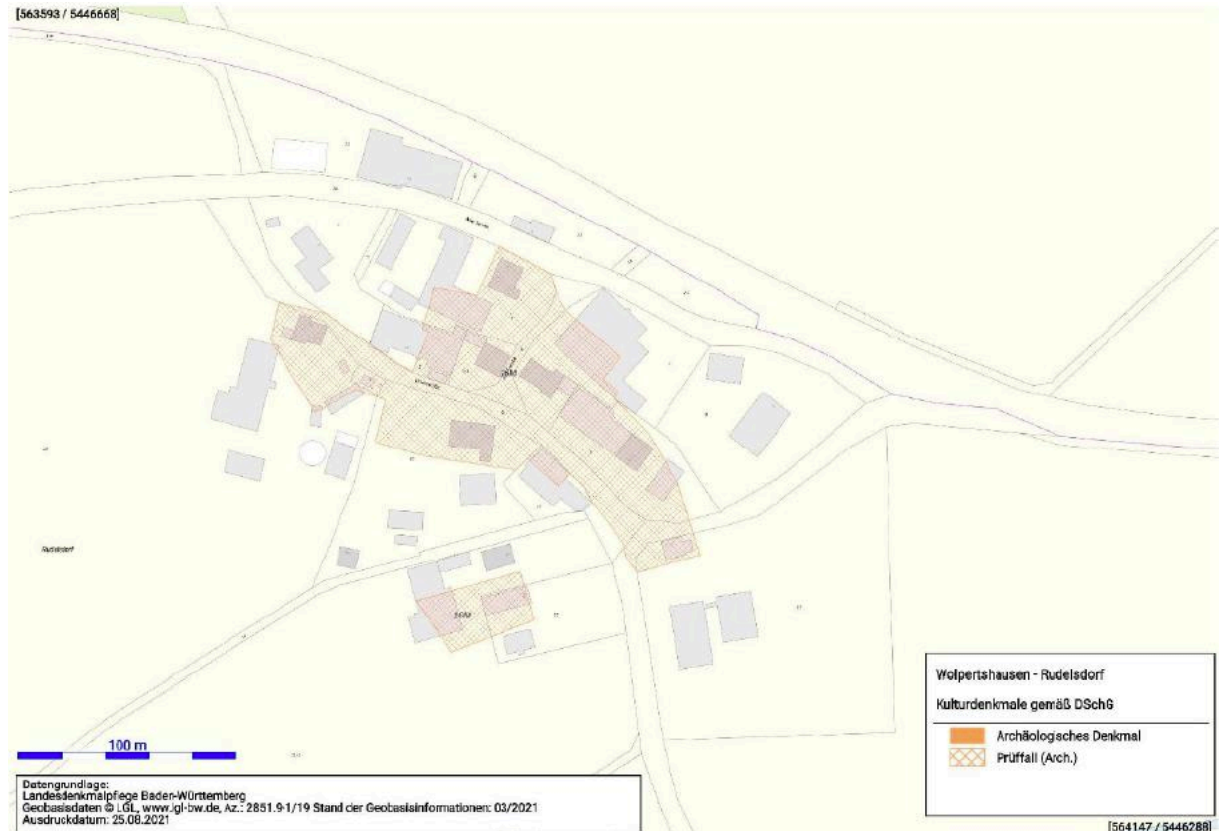 [563593 / 5446668]
Rudelsdorf
100 m
Wolpertshausen - Rudelsdorf
Kulturdenkmale gemäß DSchG
Archäologisches Denkmal
Prüffall (Arch.)
Datengrundlage:
Landesdenkmalpflege Baden-Württemberg
Geobasisdaten © LGL, www.lgl-bw.de, Az.: 2851.9-1/19 Stand der Geobasisinformationen: 03/2021
Ausdruckdatum: 25.08.2021
[564147 / 5446288]